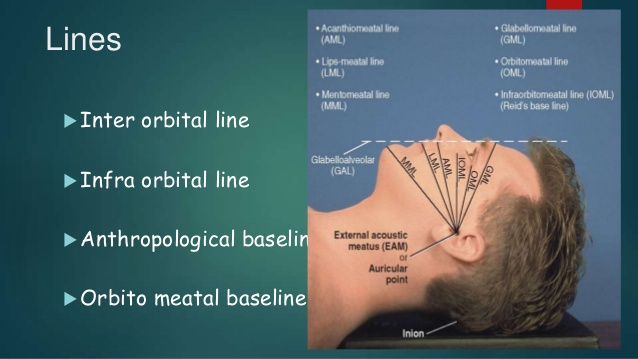 Lines
Inter orbital line
Infra orbital line
Anthropological baselin
Orbito meatal baseline
• Acanthiomeatal line
(AML)
• Lips-meatal line
(LML)
• Mentomeatal line
(MML)
• Glabellomeatal line
(GML)
• Orbitomeatal line
(OML)
• Infraorbitomeatal line (IOML)
(Reid's base line)
Glabelloalveolar
(GAL)
MML
LML
AML
IOML
OML
GML
External acoustic
meatus (EAM)
or
Auricular
point
Inion